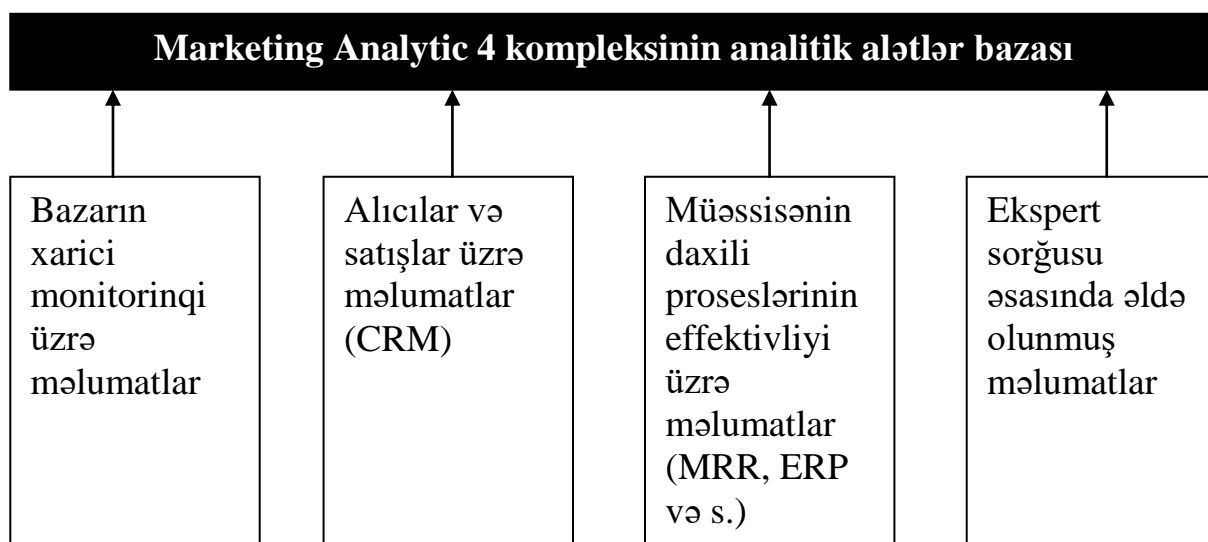 Marketing Analytic 4 kompleksinin analitik alətlər bazası
Bazarın
xarici
monitorinqi
üzrə
məlumatlar
Alıcılar və
satışlar üzrə
məlumatlar
(CRM)
Müəssisənin
daxili
proseslərinin
effektivliyi
üzrə
məlumatlar
(MRR, ERP
və s.)
Ekspert
sorğusu
əsasında əldə
olunmuş
məlumatlar